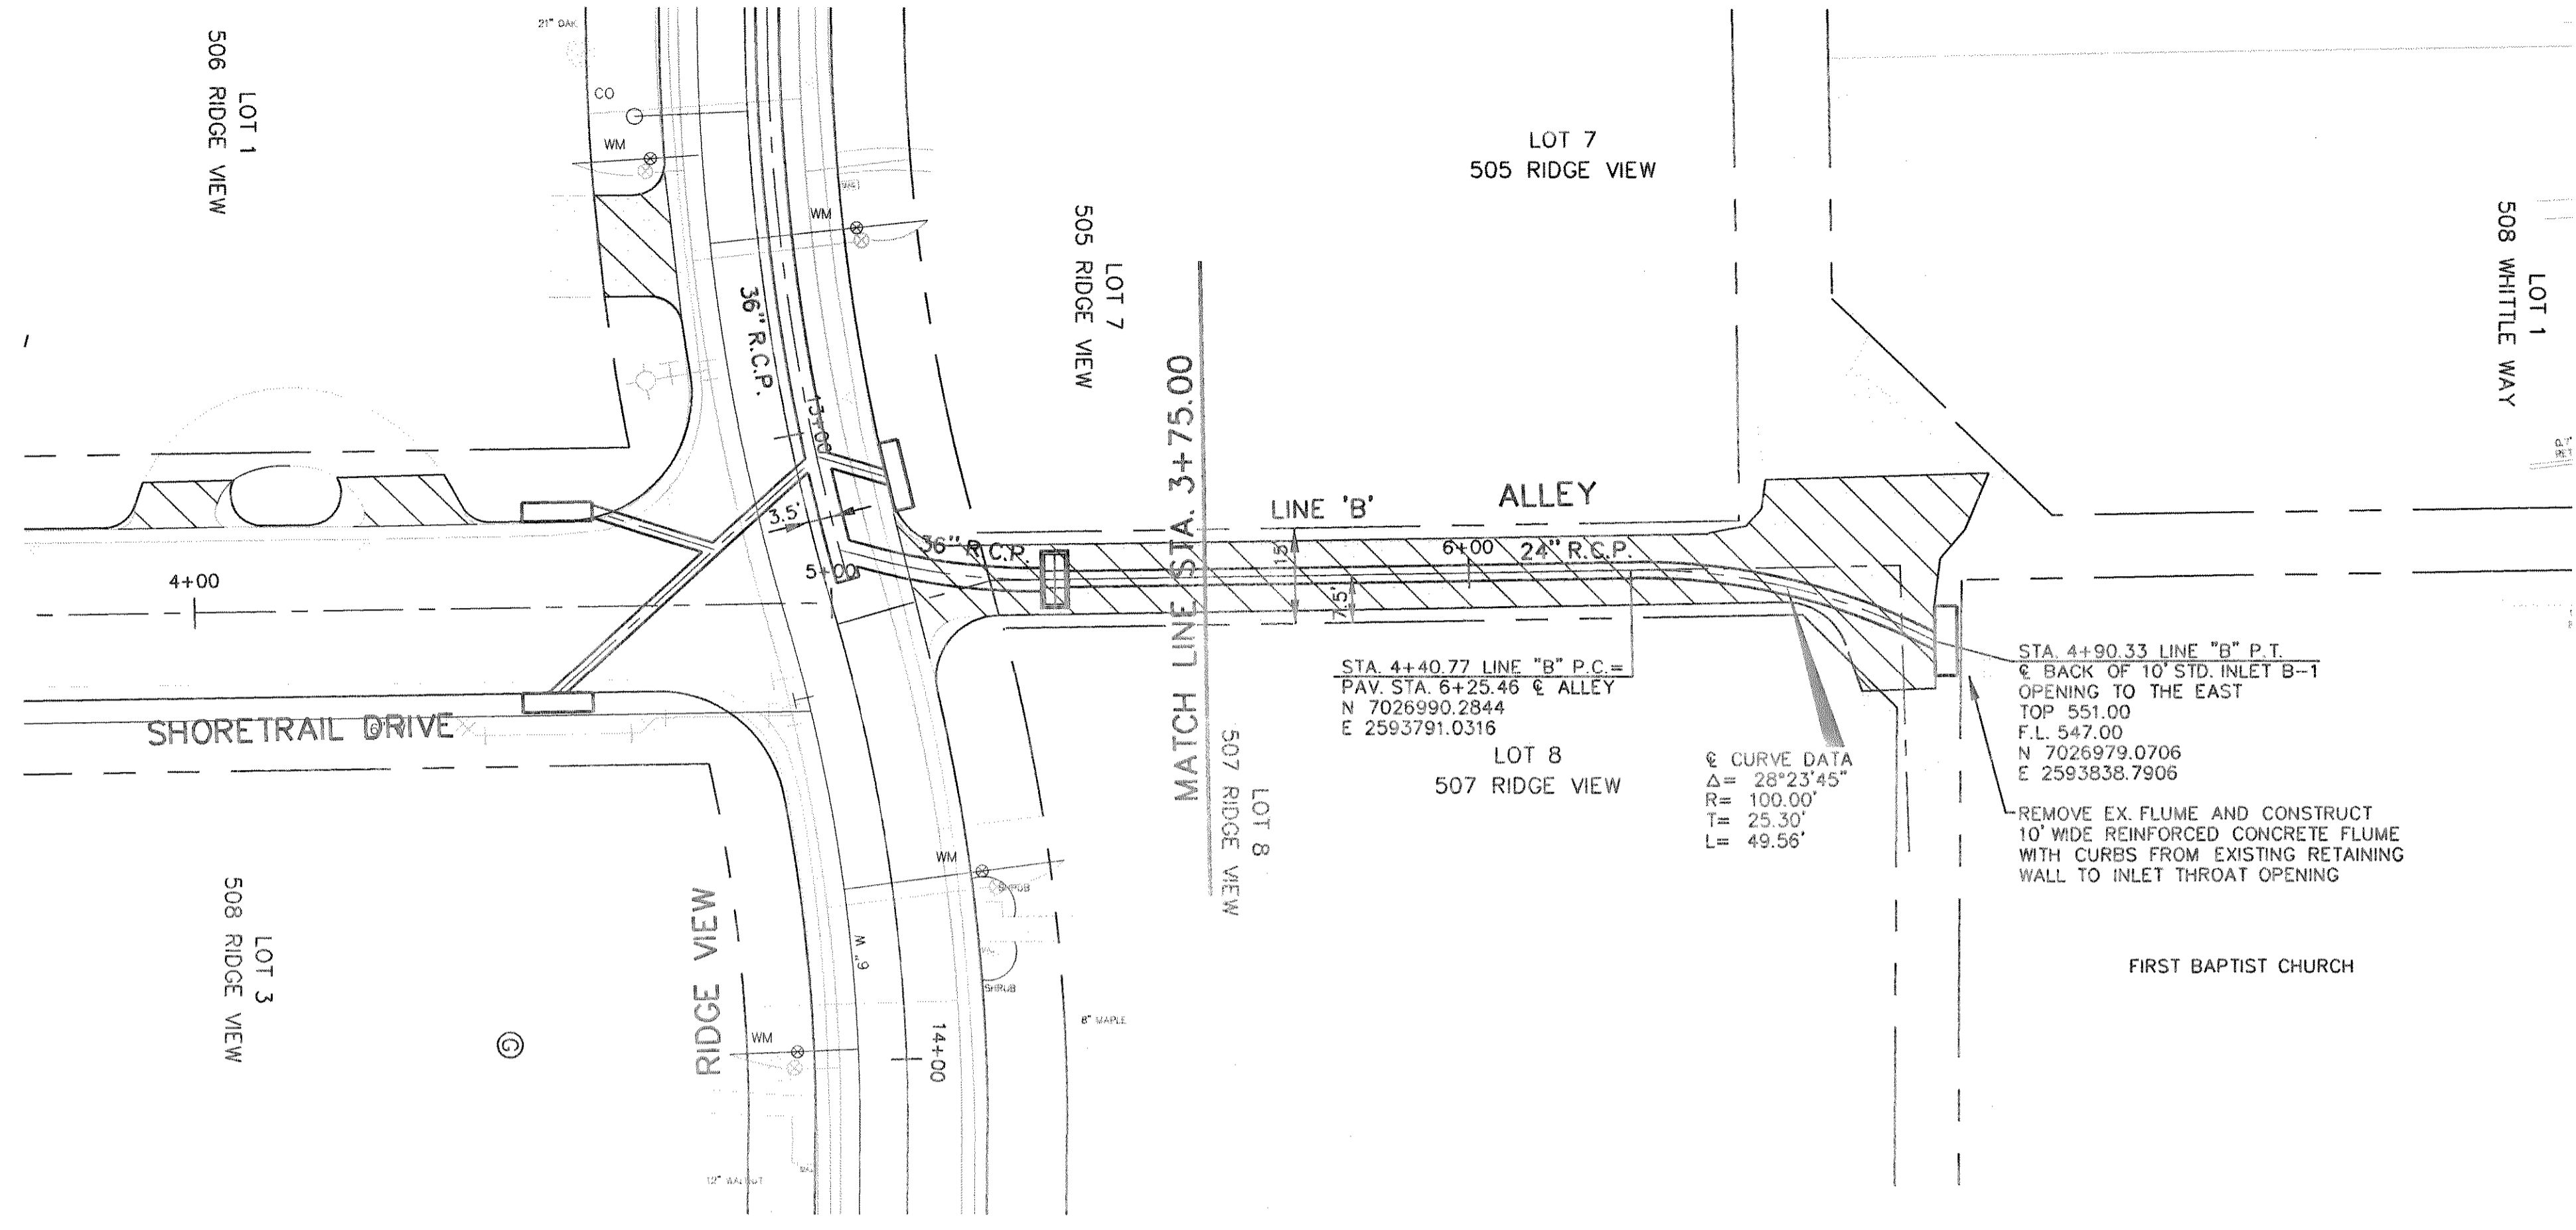 21" OAK
LOT 1
506 RIDGE VIEW
CO
WM
WM
LOT 7
505 RIDGE VIEW
LOT 7
505 RIDGE VIEW
LOT 1
508 WHITTLE WAY
36" R.C.P.
13+00
MATCH LINE STA. 3+75.00
3.5'
LINE 'B'
ALLEY
36" R.C.P.
15'
6+00
24" R.C.P.
5+00
4+00
7.5'
SHORETRAIL DRIVE
STA. 4+40.77 LINE "B" P.C.=
PAV. STA. 6+25.46 ℄ ALLEY
N 7026990.2844
E 2593791.0316
STA. 4+90.33 LINE "B" P.T.
℄ BACK OF 10' STD. INLET B-1
OPENING TO THE EAST
TOP 551.00
F.L. 547.00
N 7026979.0706
E 2593838.7906
LOT 8
507 RIDGE VIEW
LOT 8
507 RIDGE VIEW
℄ CURVE DATA
Δ= 28°23'45"
R= 100.00'
T= 25.30'
L= 49.56'
REMOVE EX. FLUME AND CONSTRUCT
10' WIDE REINFORCED CONCRETE FLUME
WITH CURBS FROM EXISTING RETAINING
WALL TO INLET THROAT OPENING
WM
SHRUB
LOT 3
508 RIDGE VIEW
RIDGE VIEW
6" W
FIRST BAPTIST CHURCH
SHRUB
8" MAPLE
G
WM
14+00
12" WALNUT